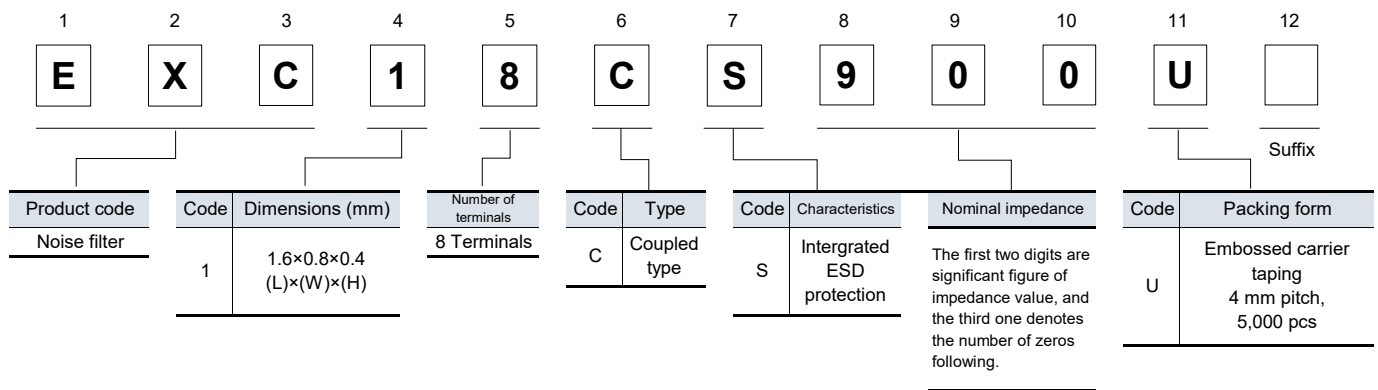 1 2 3 4 5 6 7 8 9 10 11 12
E X C 1 8 C S 9 0 0 U
Suffix
Product code
Noise filter
Code Dimensions (mm)
1 1.6×0.8×0.4
(L)×(W)×(H)
Number of
terminals
8 Terminals
Code Type
C Coupled
type
Code Characteristics
S Intergrated
ESD
protection
Nominal impedance
The first two digits are
significant figure of
impedance value, and
the third one denotes
the number of zeros
following.
Code Packing form
U Embossed carrier
taping
4 mm pitch,
5,000 pcs